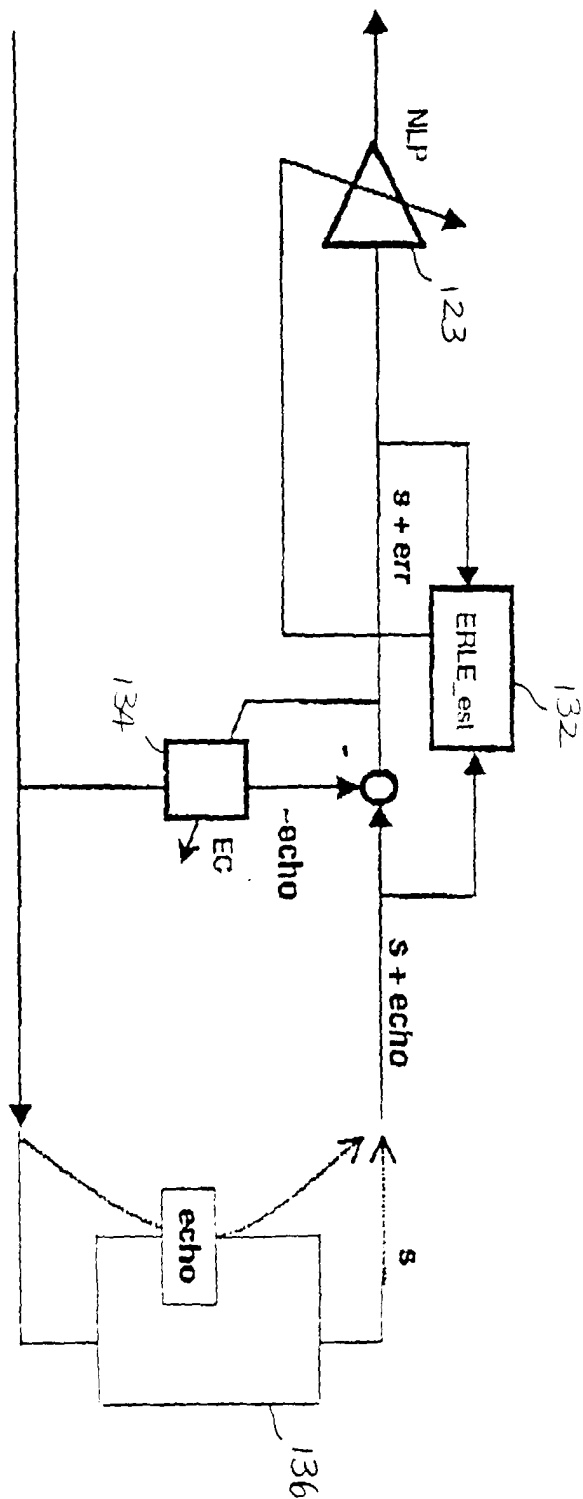 NLP
123
s + err
ERLE_est
132
134
EC
-
~echo
s + echo
s
echo
136